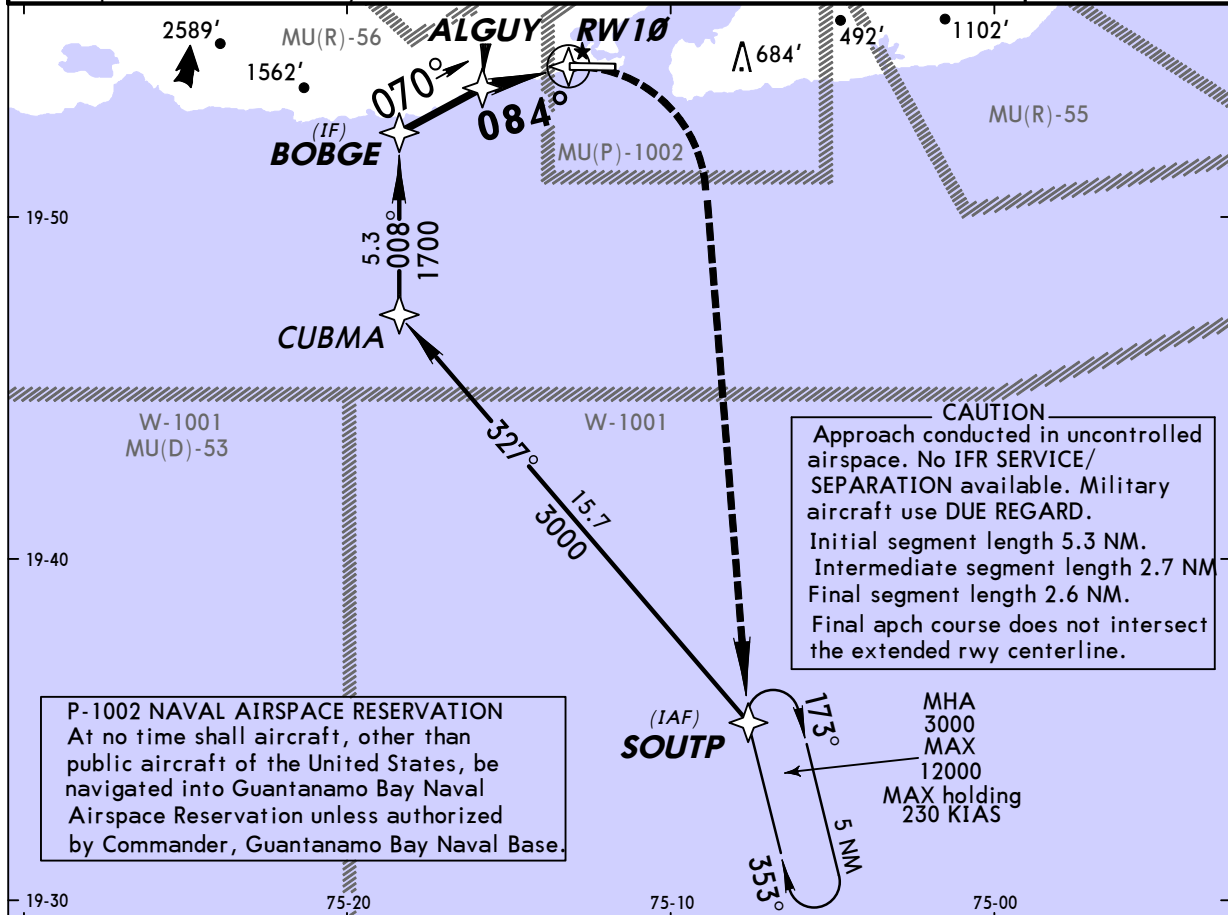 2589'
MU(R)-56
ALGUY
RW1Ø
492'
1102'
1562'
684'
070°
084°
(IF)
BOBGE
MU(P)-1002
MU(R)-55
19-50
5.3
008°
1700
CUBMA
W-1001
MU(D)-53
W-1001
327°
15.7
3000
CAUTION
Approach conducted in uncontrolled
airspace. No IFR SERVICE/
SEPARATION available. Military
aircraft use DUE REGARD.
Initial segment length 5.3 NM.
Intermediate segment length 2.7 NM
Final segment length 2.6 NM.
Final apch course does not intersect
the extended rwy centerline.
19-40
P-1002 NAVAL AIRSPACE RESERVATION
At no time shall aircraft, other than
public aircraft of the United States, be
navigated into Guantanamo Bay Naval
Airspace Reservation unless authorized
by Commander, Guantanamo Bay Naval Base.
(IAF)
SOUTP
173°
MHA
3000
MAX
12000
MAX holding
230 KIAS
5 NM
353°
19-30
75-20
75-10
75-00